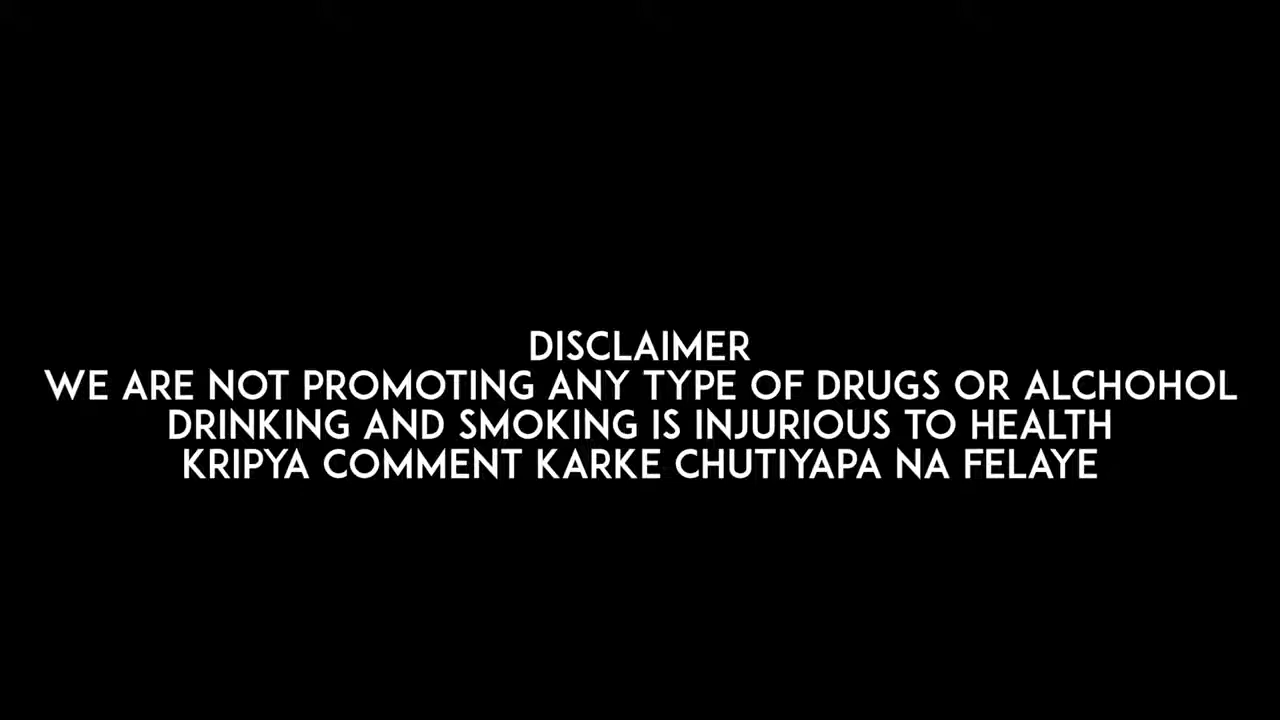 DISCLAIMER
WE ARE NOT PROMOTING ANY TYPE OF DRUGS OR ALCHOHOL
DRINKING AND SMOKING IS INJURIOUS TO HEALTH
KRIPYA COMMENT KARKE CHUTIYAPA NA FELAYE